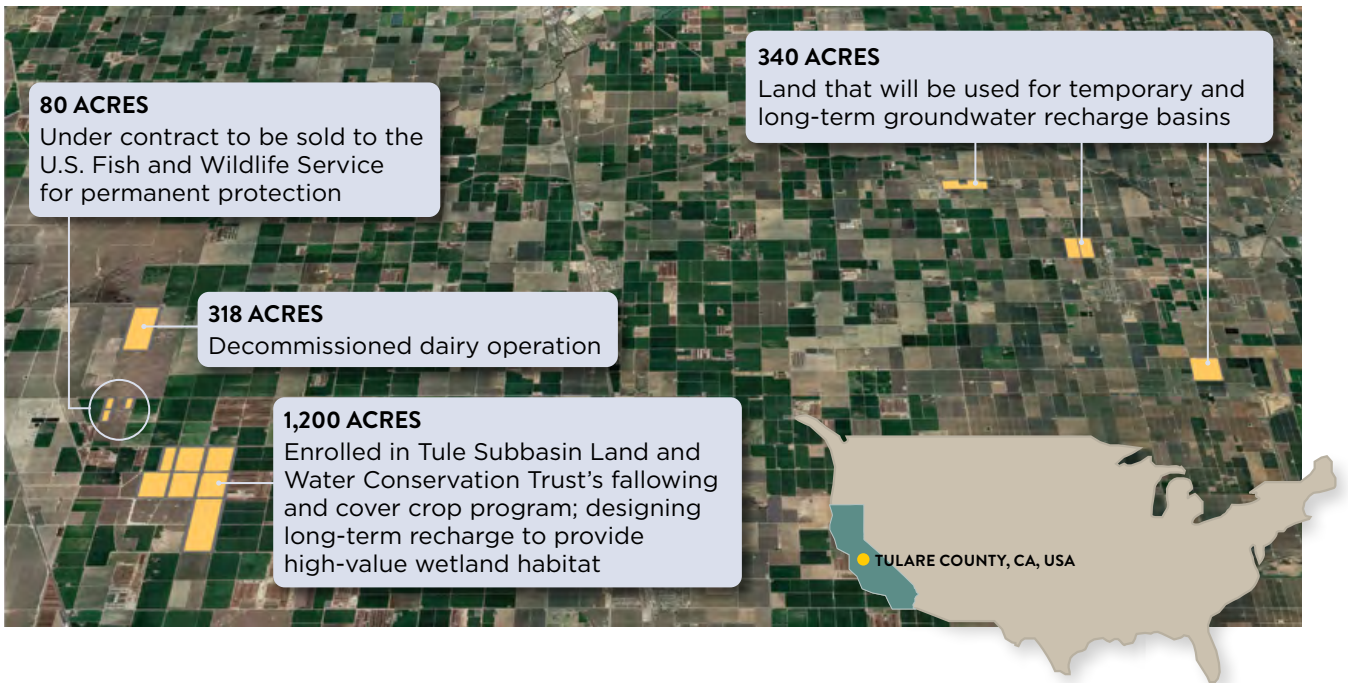 80 ACRES
Under contract to be sold to the
U.S. Fish and Wildlife Service
for permanent protection
340 ACRES
Land that will be used for temporary and
long-term groundwater recharge basins
318 ACRES
Decommissioned dairy operation
1,200 ACRES
Enrolled in Tule Subbasin Land and
Water Conservation Trust’s fallowing
and cover crop program; designing
long-term recharge to provide
high-value wetland habitat
TULARE COUNTY, CA, USA